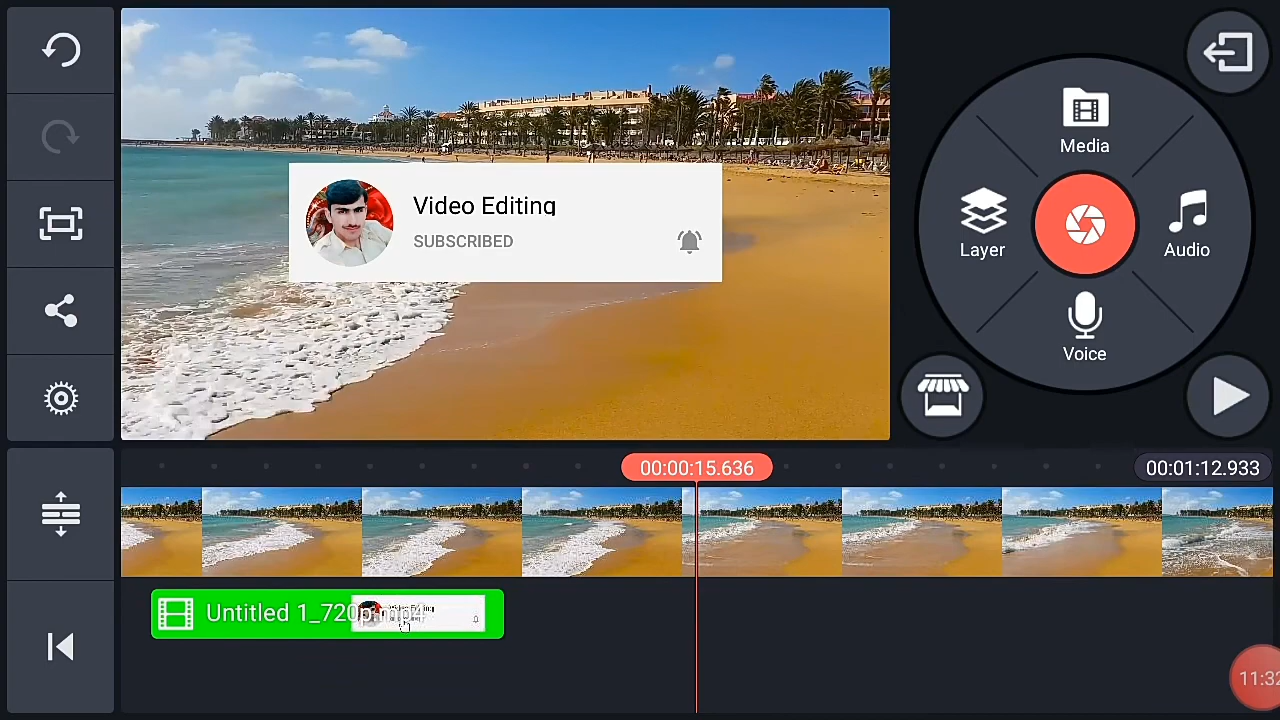 Media
Video Editing
SUBSCRIBED
Layer
Audio
Voice
00:00:15.636
00:01:12.933
Untitled 1_720p.mp4
11:32